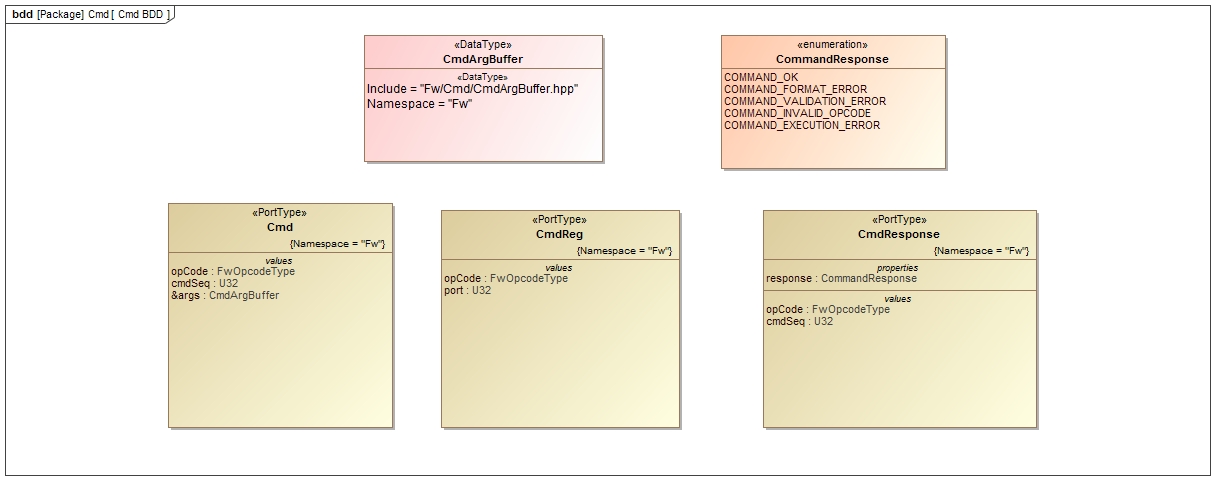 bdd [Package] Cmd [ Cmd BDD ]
«DataType»
CmdArgBuffer
«DataType»
Include = "Fw/Cmd/CmdArgBuffer.hpp"
Namespace = "Fw"
«enumeration»
CommandResponse
COMMAND_OK
COMMAND_FORMAT_ERROR
COMMAND_VALIDATION_ERROR
COMMAND_INVALID_OPCODE
COMMAND_EXECUTION_ERROR
«PortType»
Cmd
{Namespace = "Fw"}
values
opCode : FwOpcodeType
cmdSeq : U32
&args : CmdArgBuffer
«PortType»
CmdReg
{Namespace = "Fw"}
values
opCode : FwOpcodeType
port : U32
«PortType»
CmdResponse
{Namespace = "Fw"}
properties
response : CommandResponse
values
opCode : FwOpcodeType
cmdSeq : U32